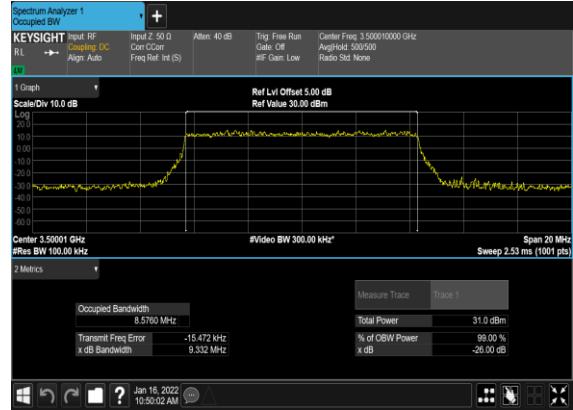 Spectrum Analyzer 1
Occupied BW
KEYSIGHT Input: RF Input Z: 50 Ω Atten: 40 dB Trig: Free Run Center Freq: 3.500010000 GHz
RL Coupling: DC Corr CCorr Gate: Off Avg|Hold: 500/500
Align: Auto Freq Ref: Int (S) #IF Gain: Low Radio Std: None
LM
1 Graph Ref Lvl Offset 5.00 dB
Scale/Div 10.0 dB Ref Value 30.00 dBm
Log
20.0
10.0
0.00
-10.0
-20.0
-30.0
-40.0
-50.0
-60.0
Center 3.50001 GHz #Video BW 300.00 kHz* Span 20 MHz
#Res BW 100.00 kHz Sweep 2.53 ms (1001 pts)
2 Metrics
Measure Trace Trace 1
Occupied Bandwidth
8.5760 MHz Total Power 31.0 dBm
Transmit Freq Error -15.472 kHz % of OBW Power 99.00 %
x dB Bandwidth 9.332 MHz x dB -26.00 dB
? Jan 16, 2022
10:50:02 AM